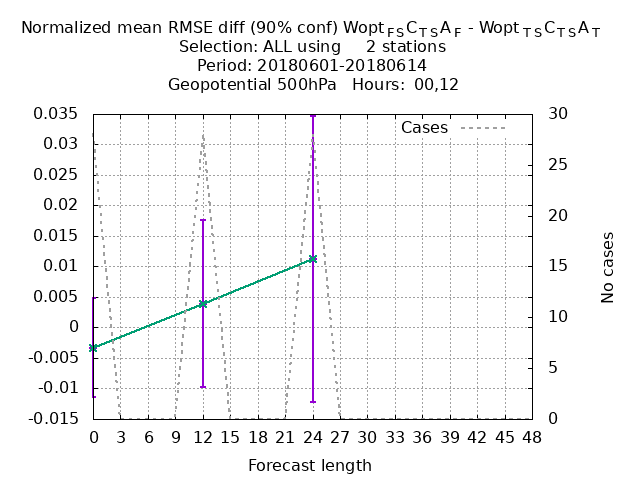 Normalized mean RMSE diff (90% conf) Wopt FS C TS A F - Wopt TS C TS A T
Selection: ALL using 2 stations
Period: 20180601-20180614
Geopotential 500hPa Hours: 00,12
0.035
0.03
0.025
0.02
0.015
0.01
0.005
0
-0.005
-0.01
-0.015
Cases
30
25
20
15
10
5
0
No cases
0 3 6 9 12 15 18 21 24 27 30 33 36 39 42 45 48
Forecast length